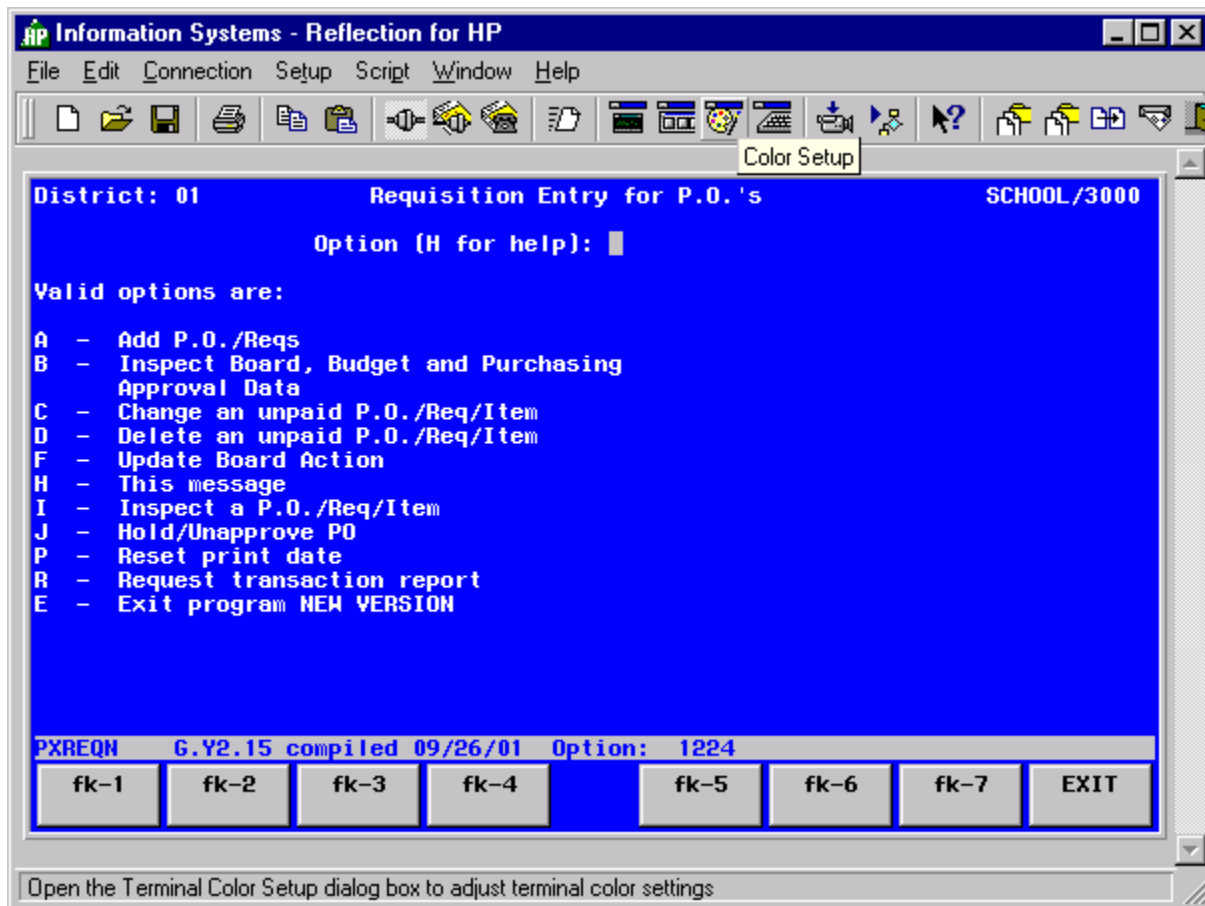 Information Systems - Reflection for HP
File Edit Connection Setup Script Window Help
Color Setup
District: 01 Requisition Entry for P.O.'s SCHOOL/3000
Option (H for help):
Valid options are:
A - Add P.O./Reqs
B - Inspect Board, Budget and Purchasing
Approval Data
C - Change an unpaid P.O./Req/Item
D - Delete an unpaid P.O./Req/Item
F - Update Board Action
H - This message
I - Inspect a P.O./Req/Item
J - Hold/Unapprove PO
P - Reset print date
R - Request transaction report
E - Exit program NEW VERSION
PXREQN G.Y2.15 compiled 09/26/01 Option: 1224
fk-1 fk-2 fk-3 fk-4 fk-5 fk-6 fk-7 EXIT
Open the Terminal Color Setup dialog box to adjust terminal color settings